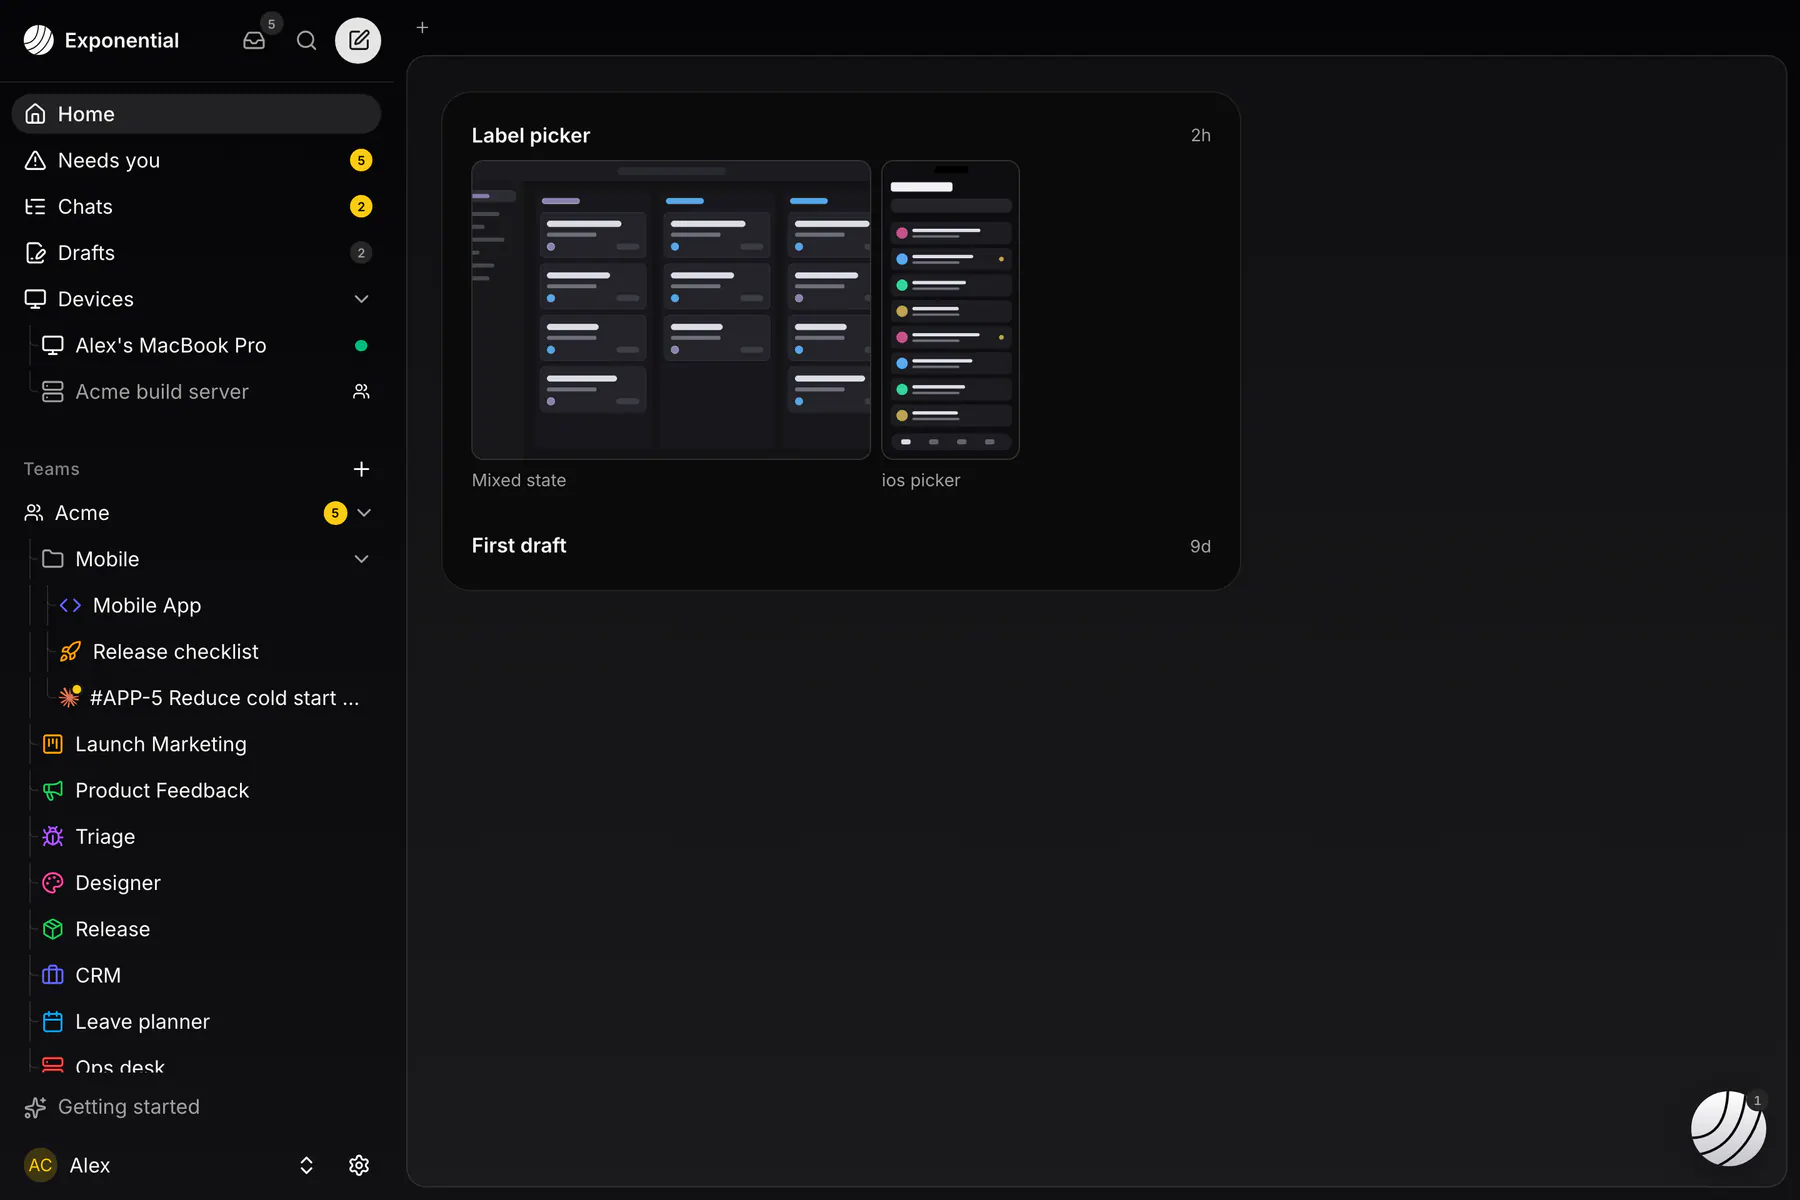 Exponential
5
Home
Needs you
5
Chats
2
Drafts
2
Devices
Alex's MacBook Pro
Acme build server
Teams
Acme
5
Mobile
Mobile App
Release checklist
#APP-5 Reduce cold start ...
Launch Marketing
Product Feedback
Triage
Designer
Release
CRM
Leave planner
Ops desk
Getting started
AC
Alex
Label picker
2h
Mixed state
ios picker
First draft
9d
1